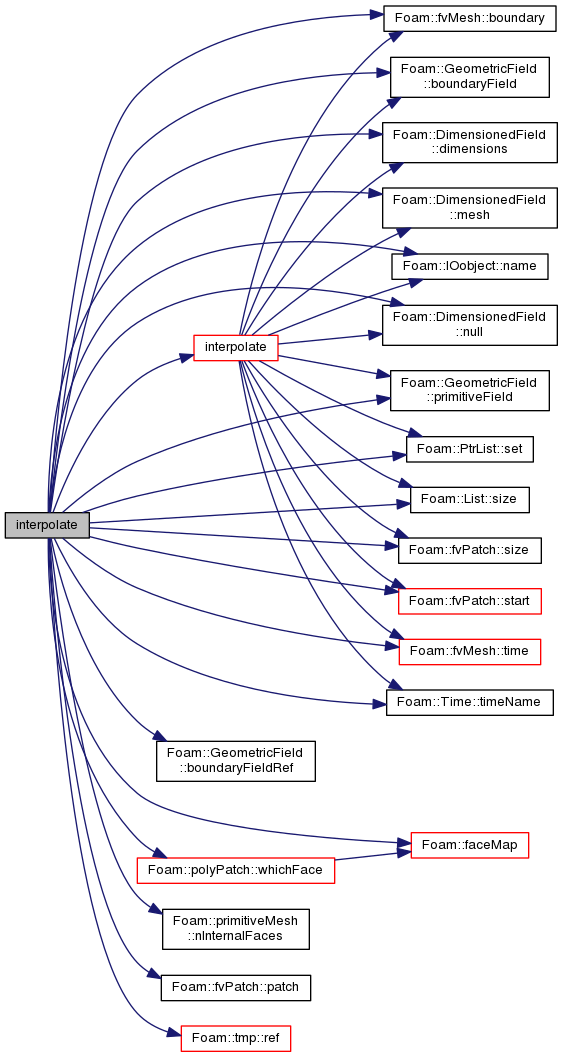 Foam::fvMesh::boundary
Foam::GeometricField
::boundaryField
Foam::DimensionedField
::dimensions
Foam::DimensionedField
::mesh
Foam::IOobject::name
Foam::DimensionedField
::null
interpolate
Foam::GeometricField
::primitiveField
Foam::PtrList::set
Foam::List::size
interpolate
Foam::fvPatch::size
Foam::fvPatch::start
Foam::fvMesh::time
Foam::Time::timeName
Foam::GeometricField
::boundaryFieldRef
Foam::faceMap
Foam::polyPatch::whichFace
Foam::primitiveMesh
::nInternalFaces
Foam::fvPatch::patch
Foam::tmp::ref